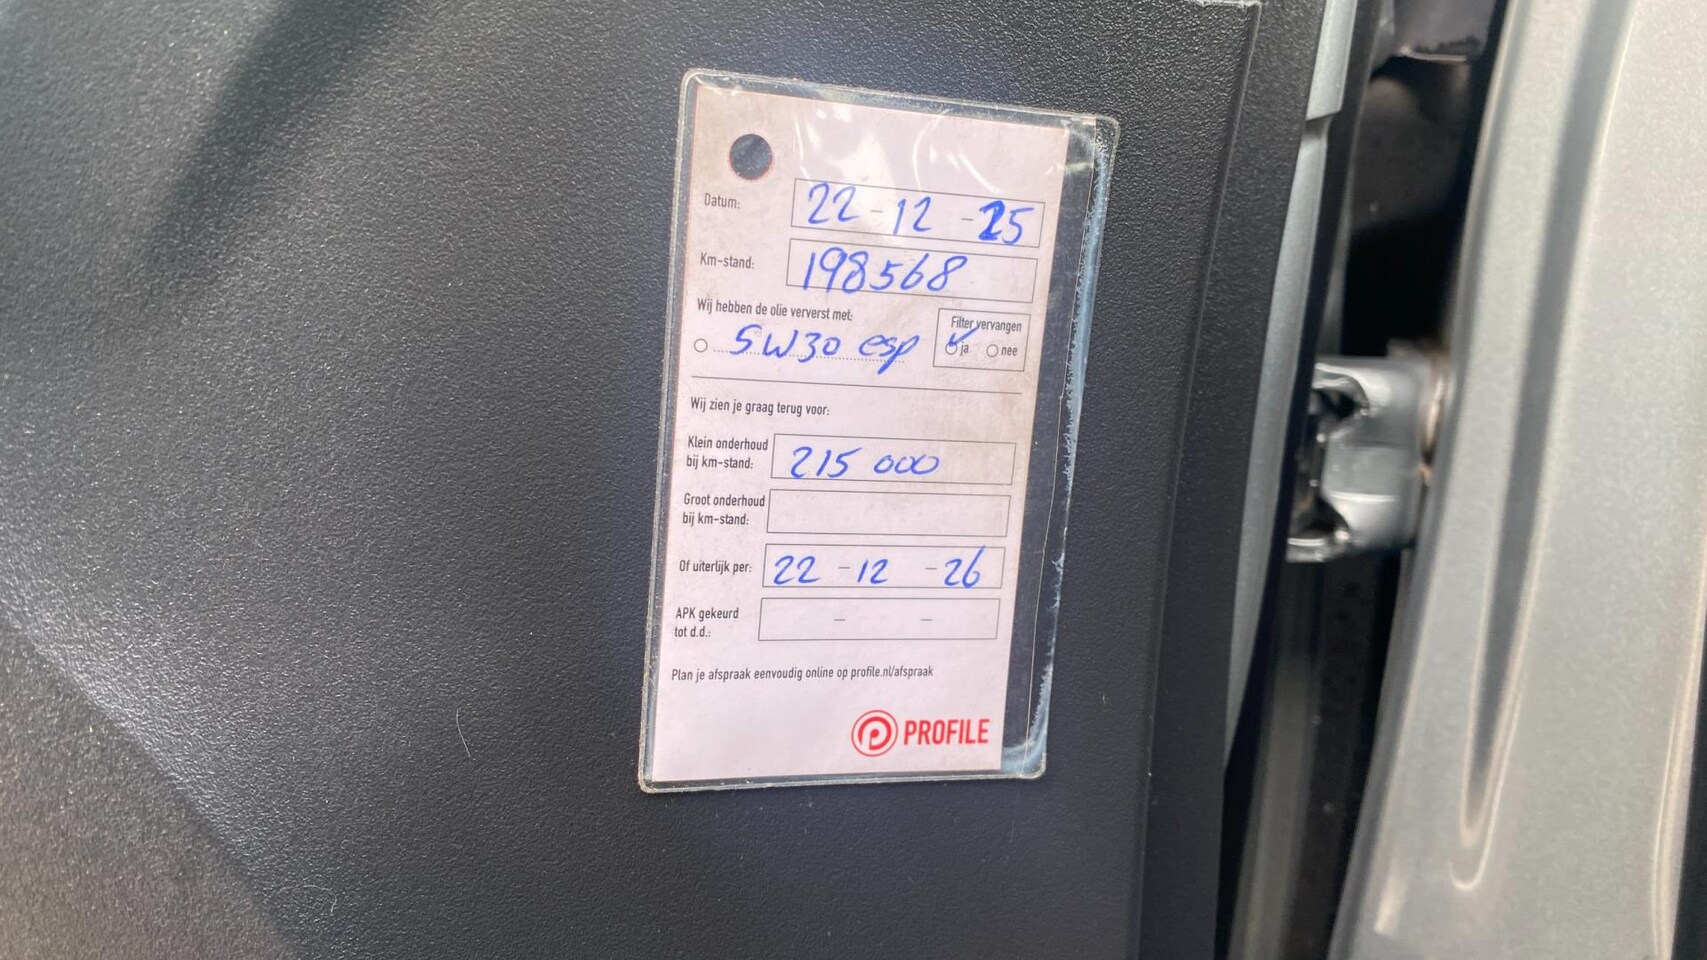 Datum: 22 - 12 - 25
Km-stand: 198568
Wij hebben de olie ververst met:
5W30 esp
Filter vervangen
ja nee
Wij zien je graag terug voor:
Klein onderhoud
bij km-stand: 215 000
Groot onderhoud
bij km-stand:
Of uiterlijk per: 22 - 12 - 26
APK gekeurd
tot d.d.: - -
Plan je afspraak eenvoudig online op profile.nl/afspraak
PROFILE